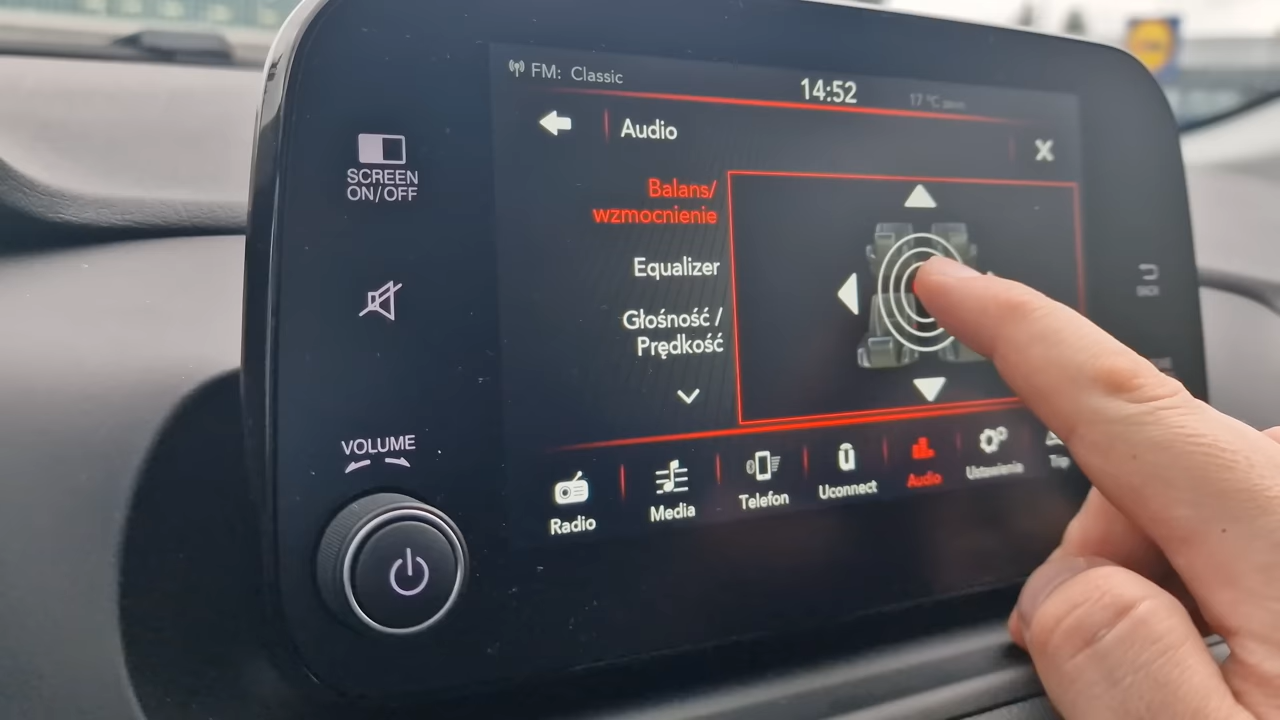 FM: Classic
14:52
17 °C
Audio
X
SCREEN
ON/OFF
Balans/
wzmocnienie
Equalizer
Głośność /
Prędkość
VOLUME
Radio
Media
Telefon
Uconnect
Audio
Ustawienia
Trip